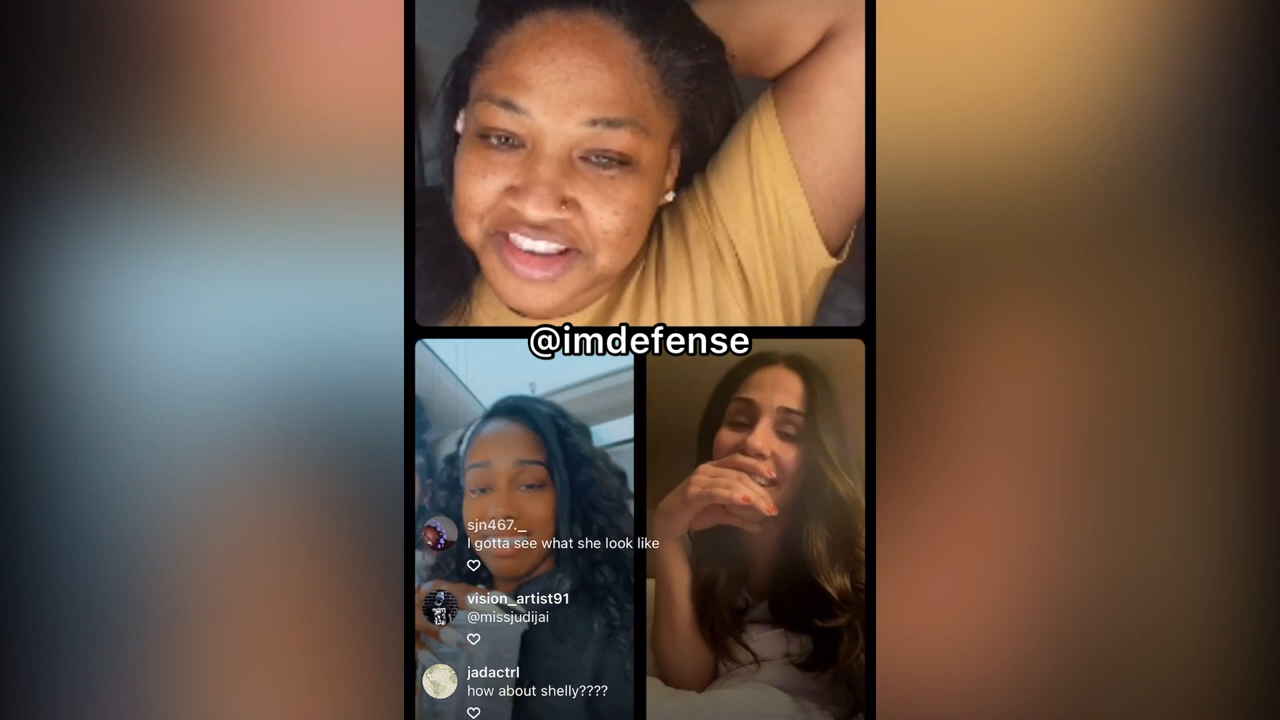 @imdefense
sjn467._
I gotta see what she look like
vision_artist91
@missjudijai
jadactrl
how about shelly????